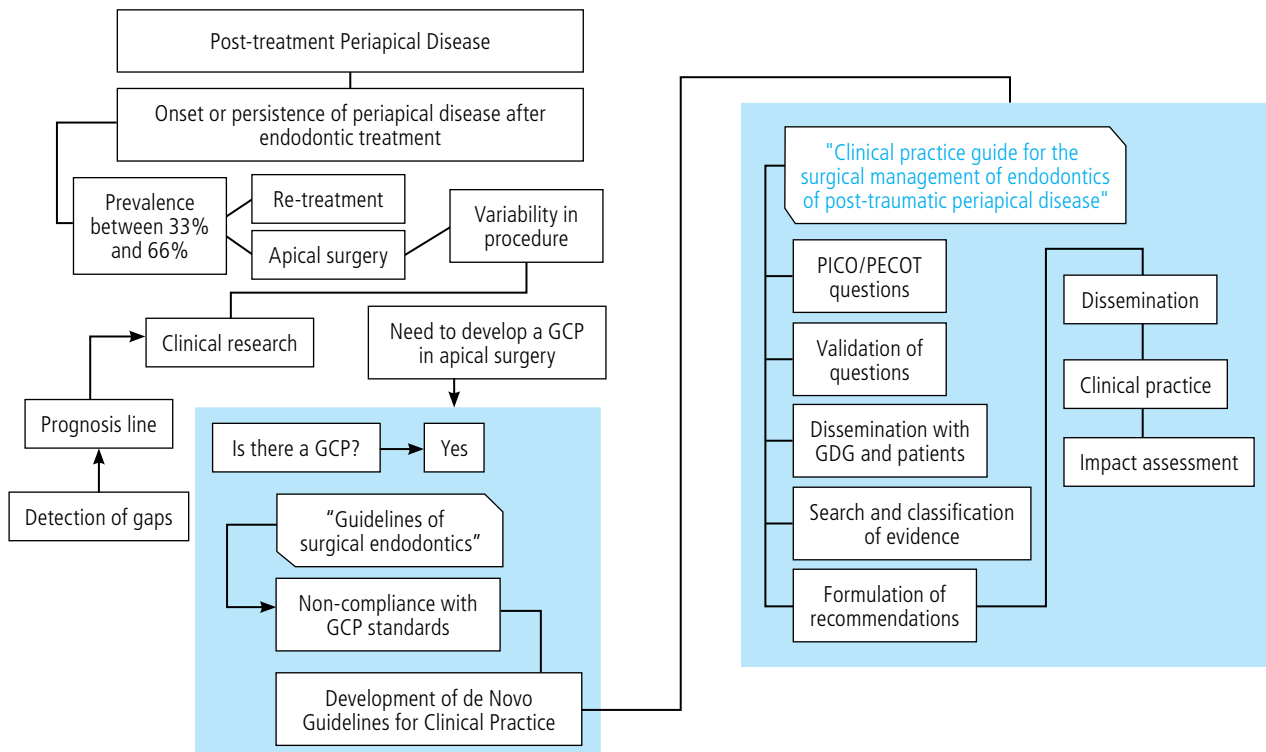 Post-treatment Periapical Disease
Onset or persistence of periapical disease after
endodontic treatment
Prevalence
between 33%
and 66%
Re-treatment
Apical surgery
Variability in
procedure
Clinical research
Need to develop a GCP
in apical surgery
Prognosis line
Detection of gaps
Is there a GCP?
Yes
“Guidelines of
surgical endodontics”
Non-compliance with
GCP standards
Development of de Novo
Guidelines for Clinical Practice
"Clinical practice guide for the
surgical management of endodontics
of post-traumatic periapical disease"
PICO/PECOT
questions
Validation of
questions
Dissemination with
GDG and patients
Search and classification
of evidence
Formulation of
recommendations
Dissemination
Clinical practice
Impact assessment